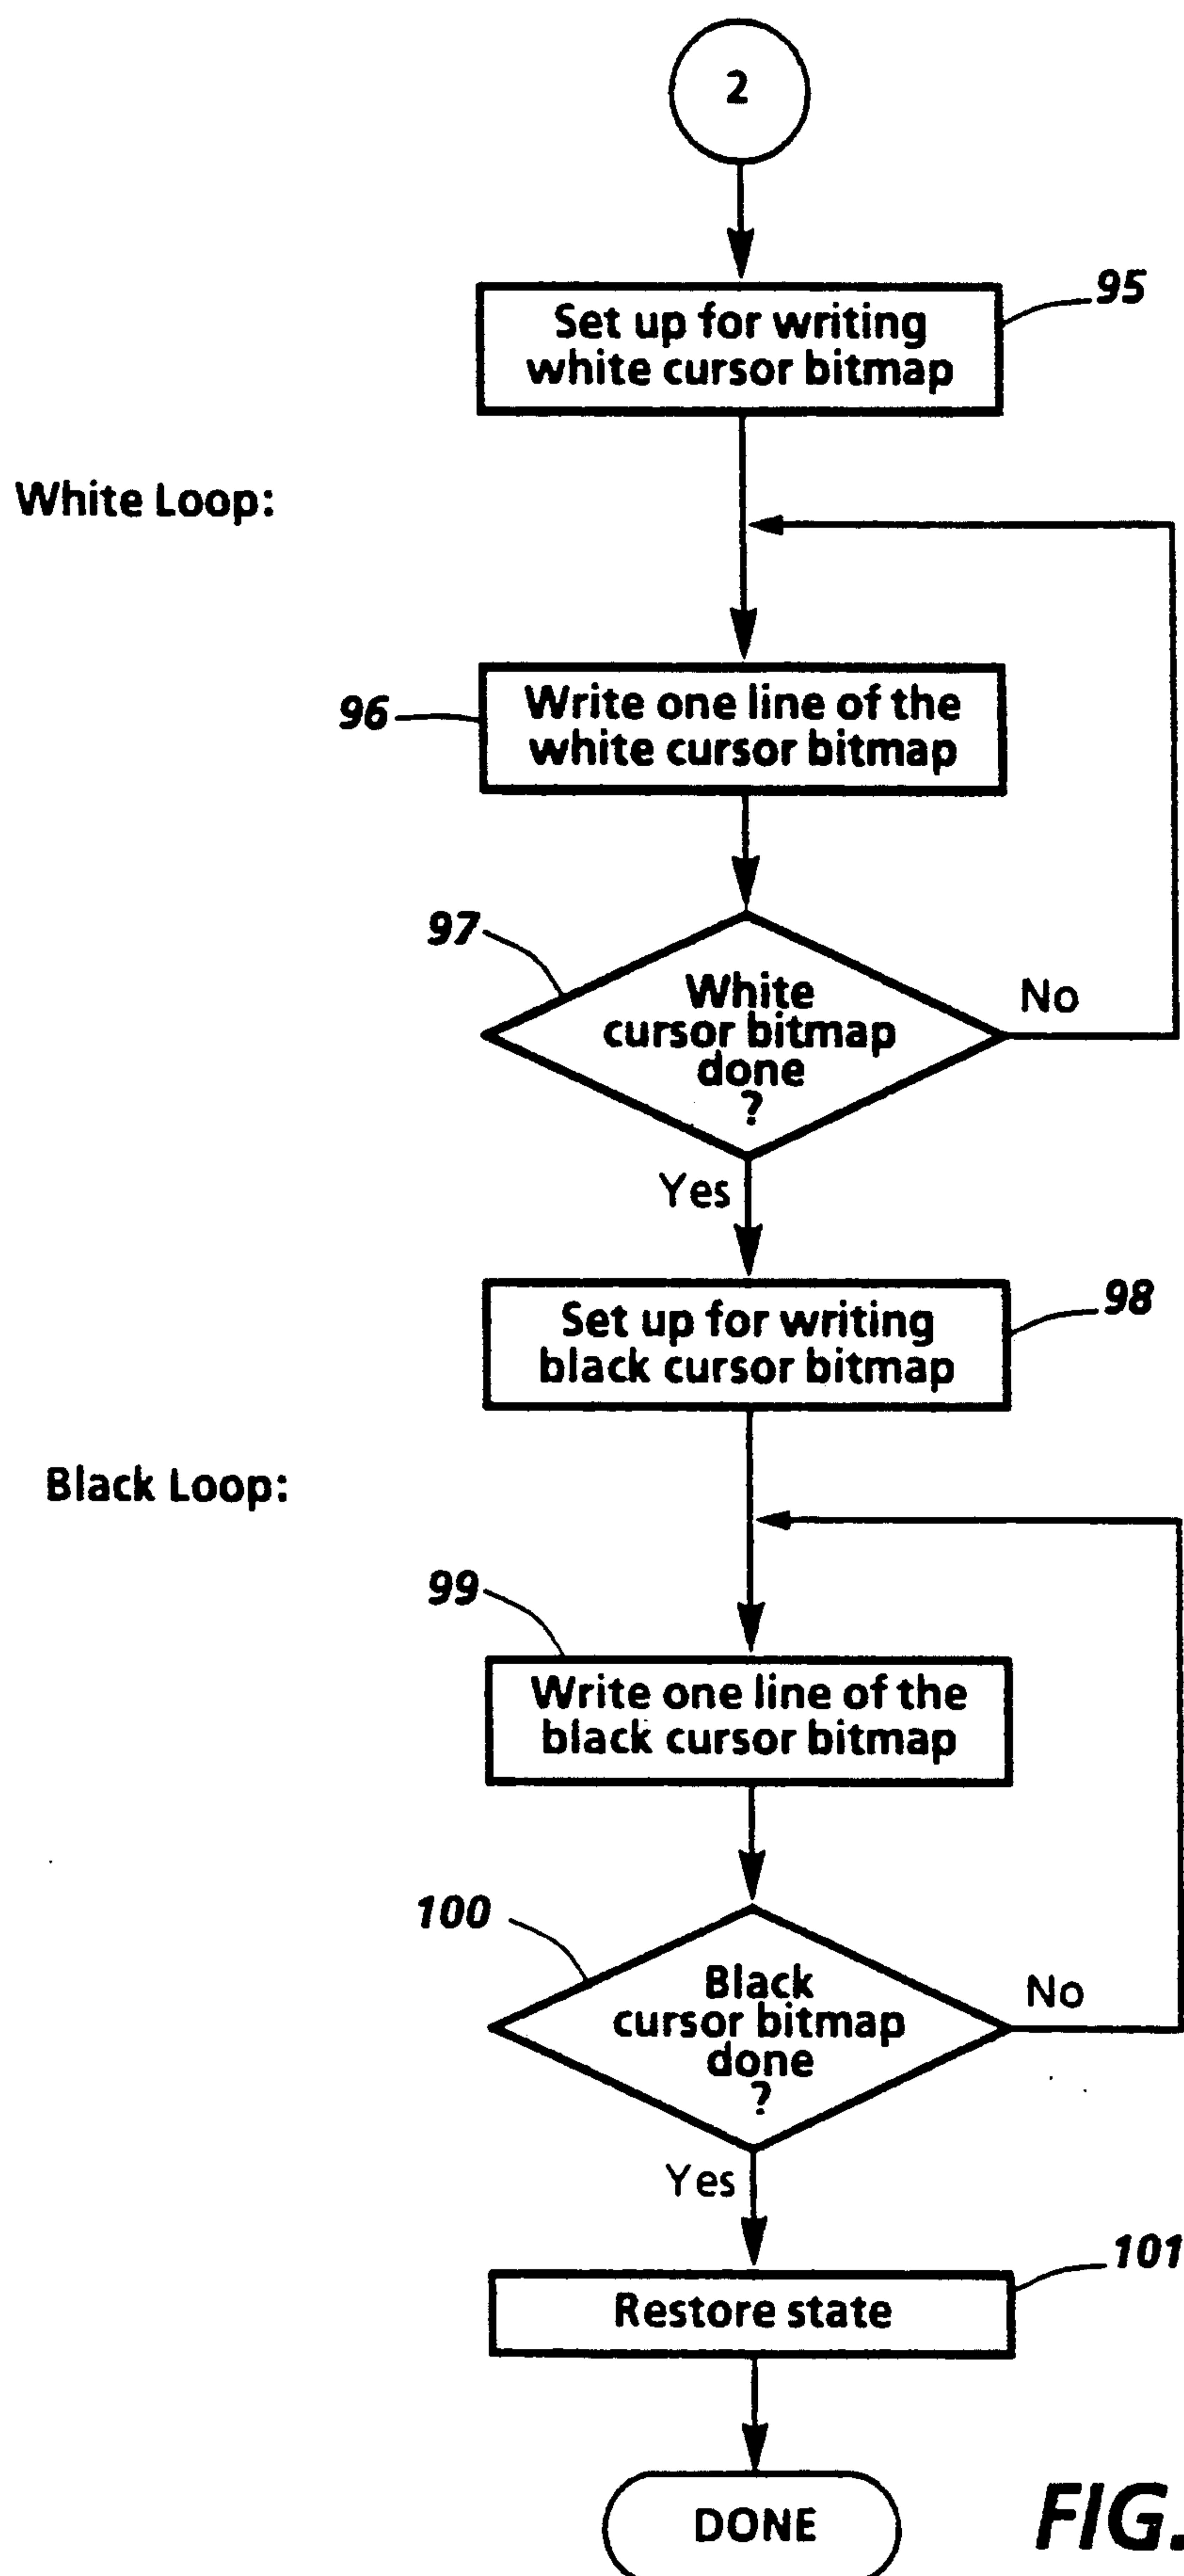 2
Set up for writing
white cursor bitmap
95
White Loop:
96
Write one line of the
white cursor bitmap
97
White
cursor bitmap
done
?
No
Yes
Set up for writing
black cursor bitmap
98
Black Loop:
99
Write one line of the
black cursor bitmap
100
Black
cursor bitmap
done
?
No
Yes
101
Restore state
DONE
FIG.